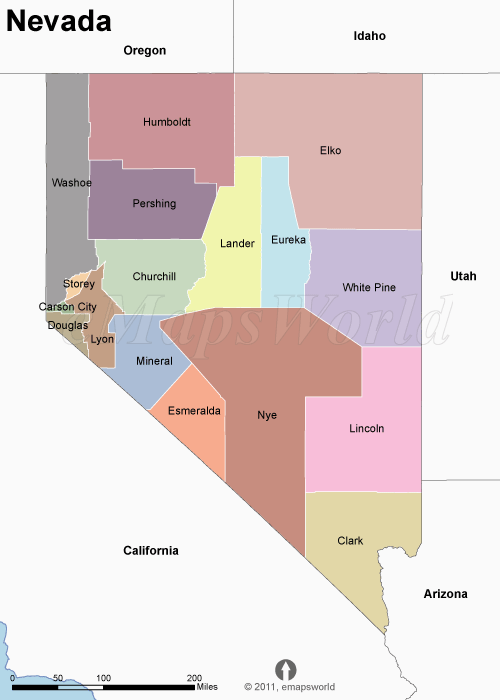 Nevada
Idaho
Oregon
Humboldt
Elko
Washoe
Pershing
Lander
Eureka
Churchill
Utah
Storey
White Pine
Carson City
eMapsWorld
Douglas
Lyon
Mineral
Esmeralda
Nye
Lincoln
Clark
California
Arizona
0 50 100 200
Miles
© 2011, emapsworld